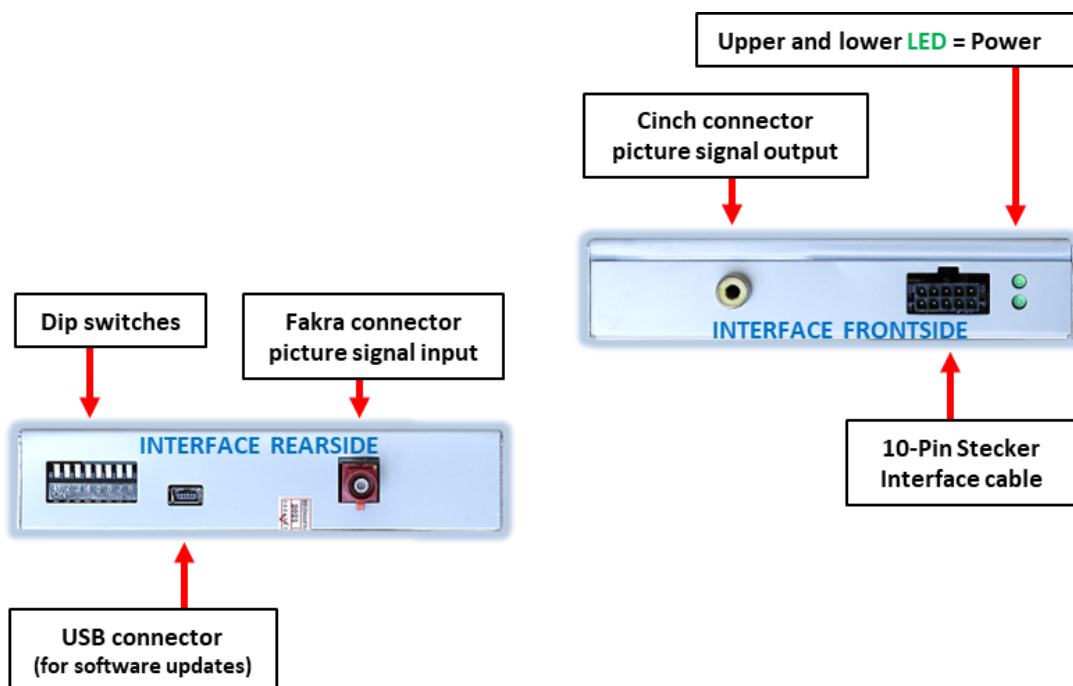 Upper and lower LED = Power
Cinch connector
picture signal output
INTERFACE FRONTSIDE
Dip switches
Fakra connector
picture signal input
INTERFACE REARSIDE
10-Pin Stecker
Interface cable
USB connector
(for software updates)